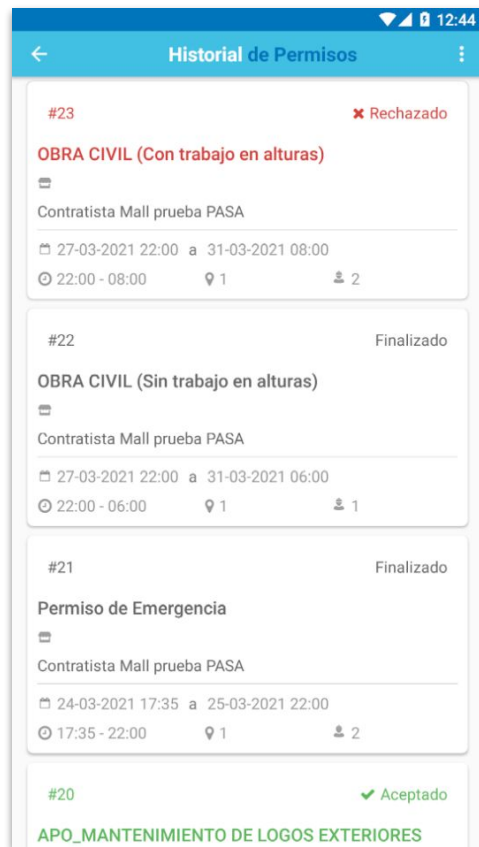 12:44
Historial de Permisos
#23 Rechazado
OBRA CIVIL (Con trabajo en alturas)
Contratista Mall prueba PASA
27-03-2021 22:00 a 31-03-2021 08:00
22:00 - 08:00 1 2
#22 Finalizado
OBRA CIVIL (Sin trabajo en alturas)
Contratista Mall prueba PASA
27-03-2021 22:00 a 31-03-2021 06:00
22:00 - 06:00 1 1
#21 Finalizado
Permiso de Emergencia
Contratista Mall prueba PASA
24-03-2021 17:35 a 25-03-2021 22:00
17:35 - 22:00 1 2
#20 Aceptado
APO_MANTENIMIENTO DE LOGOS EXTERIORES